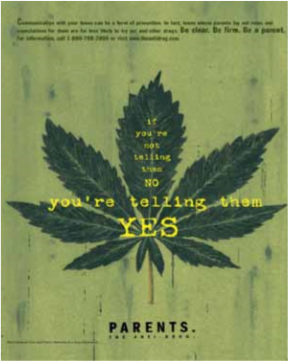 Communication with your teens can be a form of prevention. In fact, teens whose parents lay out rules and
expectations for them are far less likely to try pot and other drugs. Be clear. Be firm. Be a parent.
For information, call 1-800-788-2800 or visit www.theantidrug.com.
if
you're
not
telling
them
NO
you're telling them
YES
PARENTS.
THE ANTI-DRUG.